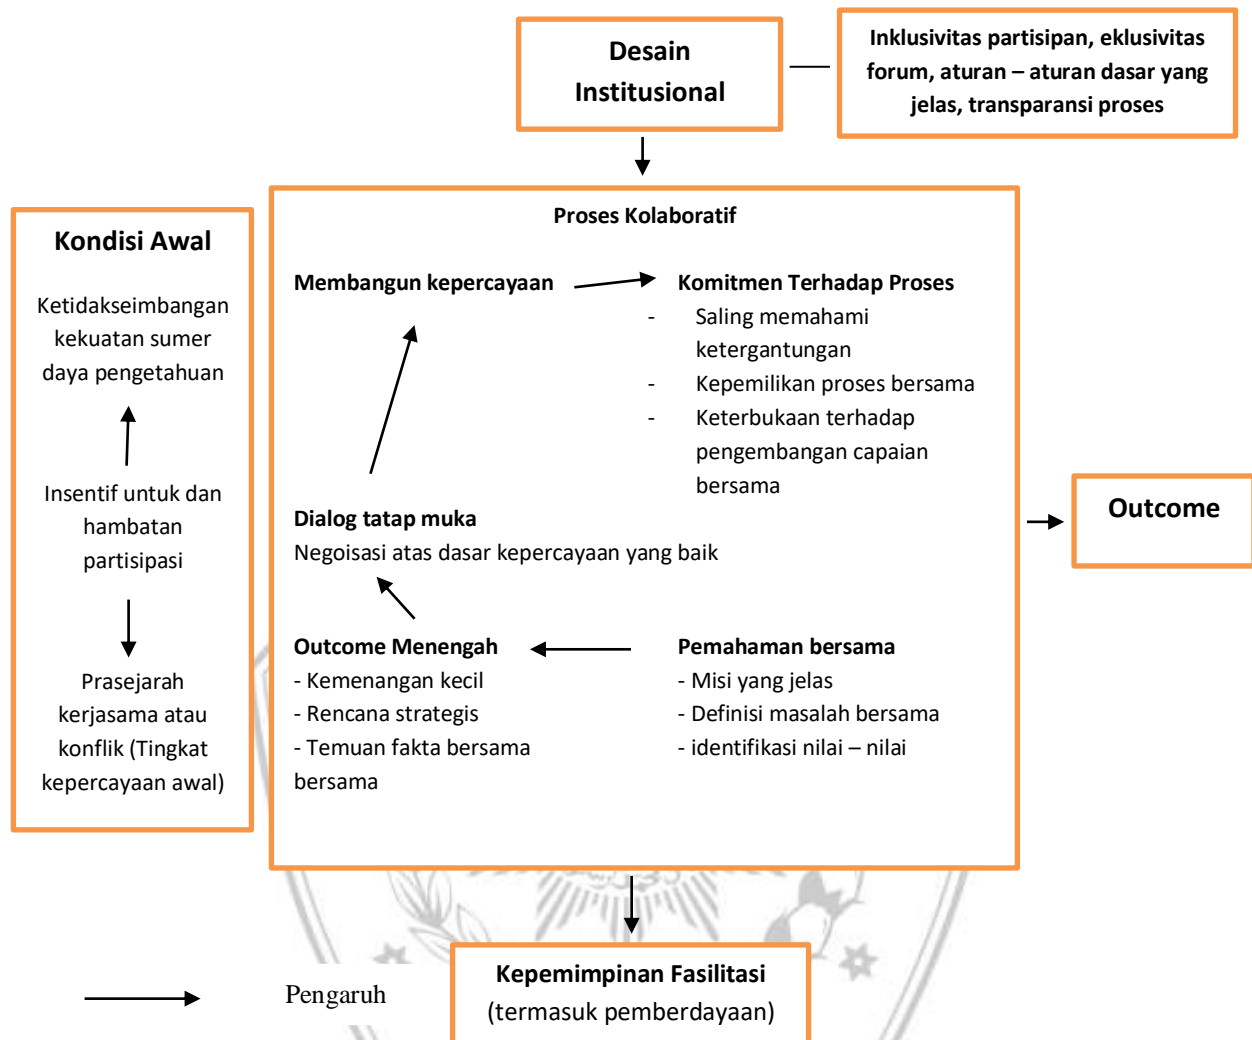 Desain
Institusional
Inklusivitas partisipan, eklusivitas
forum, aturan – aturan dasar yang
jelas, transparansi proses
Kondisi Awal
Ketidakseimbangan
kekuatan sumer
daya pengetahuan
Insentif untuk dan
hambatan
partisipasi
Prasejarah
kerjasama atau
konflik (Tingkat
kepercayaan awal)
Proses Kolaboratif
Membangun kepercayaan
Komitmen Terhadap Proses
- Saling memahami
ketergantungan
- Kepemilikan proses bersama
- Keterbukaan terhadap
pengembangan capaian
bersama
Dialog tatap muka
Negoisasi atas dasar kepercayaan yang baik
Outcome Menengah
- Kemenangan kecil
- Rencana strategis
- Temuan fakta bersama
bersama
Pemahaman bersama
- Misi yang jelas
- Definisi masalah bersama
- identifikasi nilai – nilai
Outcome
Kepemimpinan Fasilitasi
(termasuk pemberdayaan)
Pengaruh